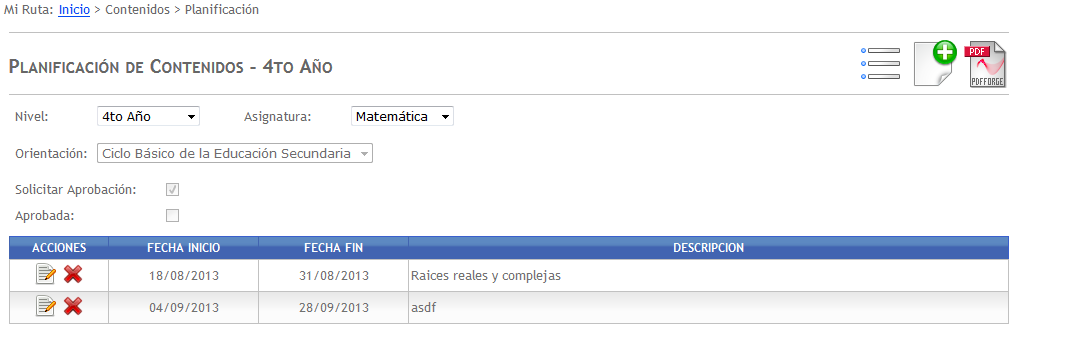 Mi Ruta: Inicio > Contenidos > Planificación
PDF
PLANIFICACIÓN DE CONTENIDOS - 4TO AÑO
PDFFORGE
Nivel: 4to Año Asignatura: Matemática
Orientación: Ciclo Básico de la Educación Secundaria
Solicitar Aprobación:
Aprobada:
ACCIONES FECHA INICIO FECHA FIN DESCRIPCION
18/08/2013 31/08/2013 Raices reales y complejas
04/09/2013 28/09/2013 asdf